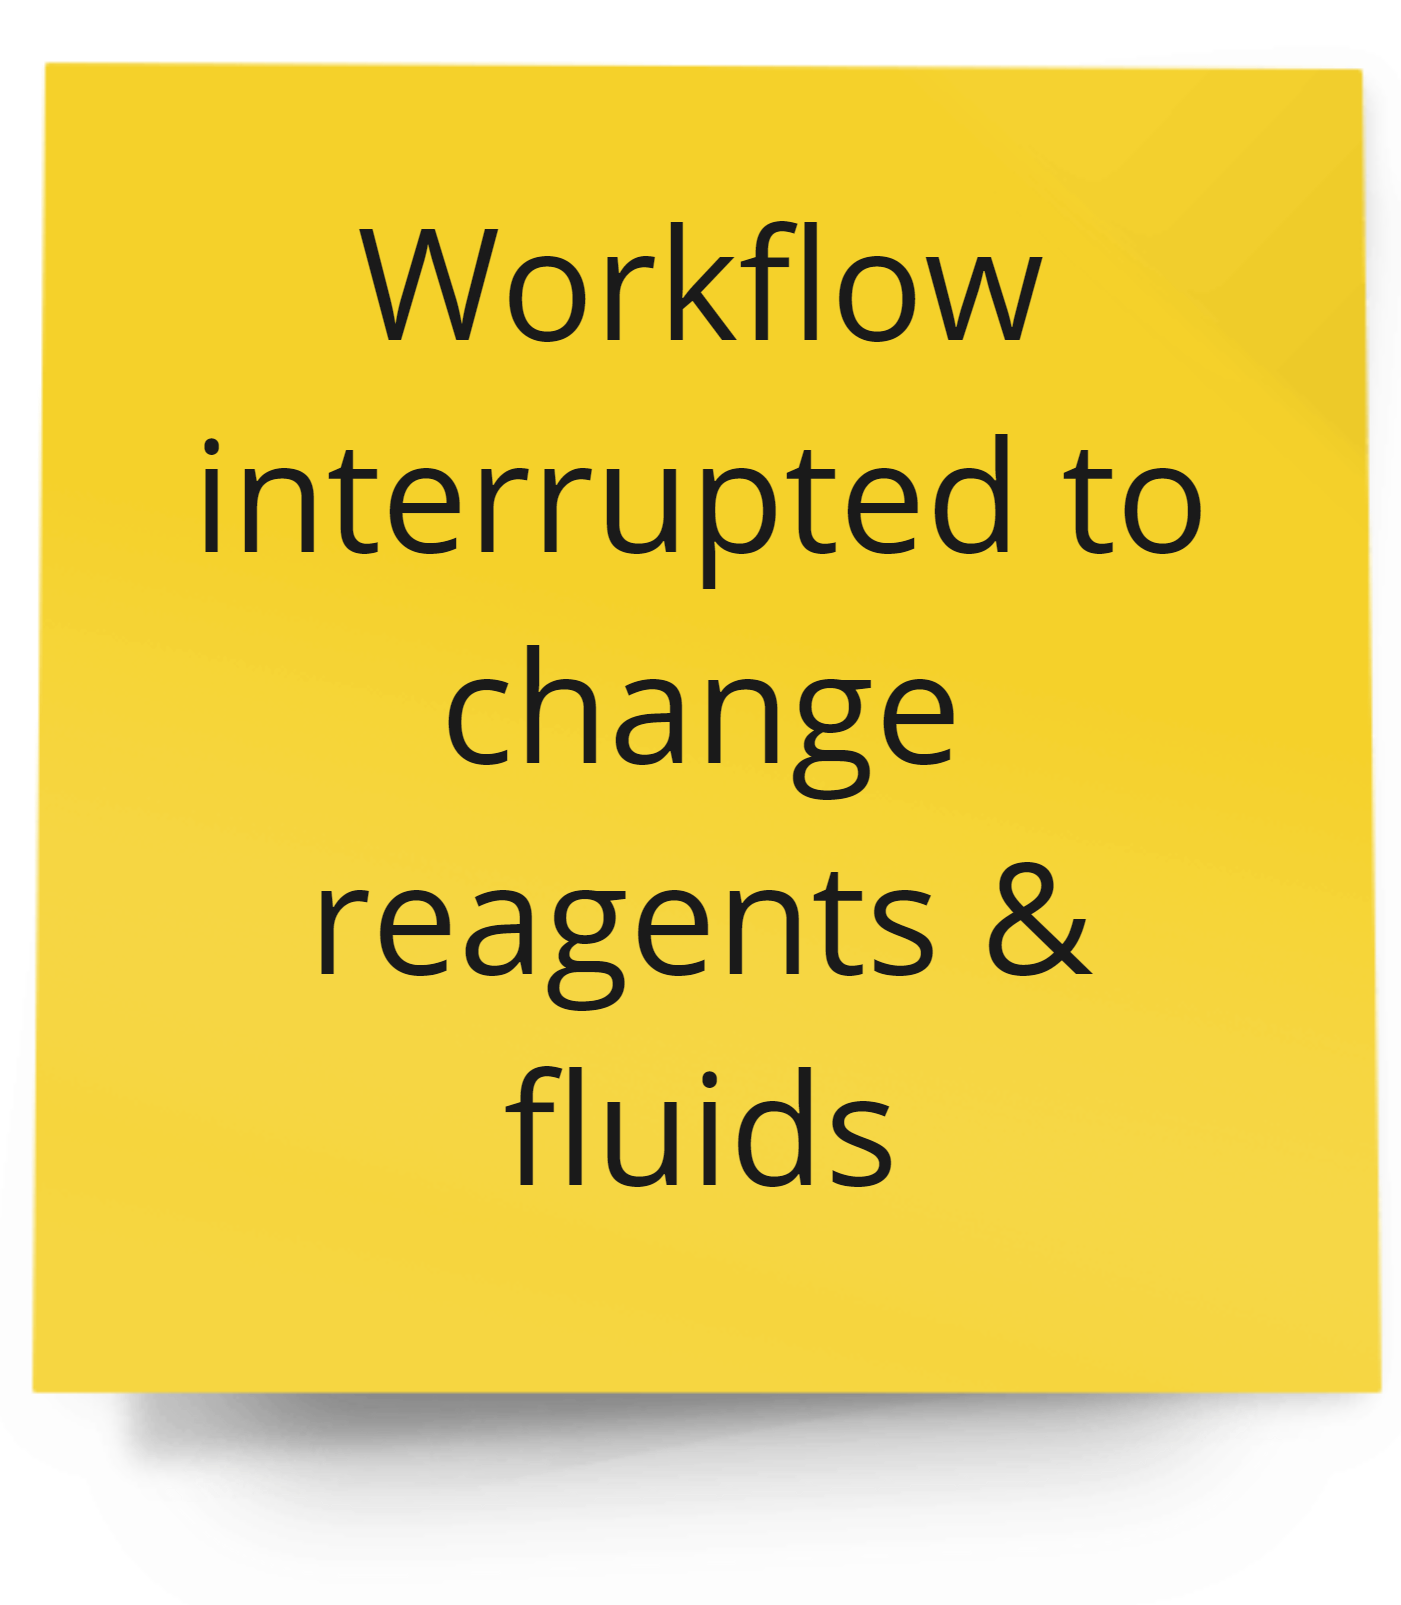 Workflow
interrupted to
change
reagents &
fluids